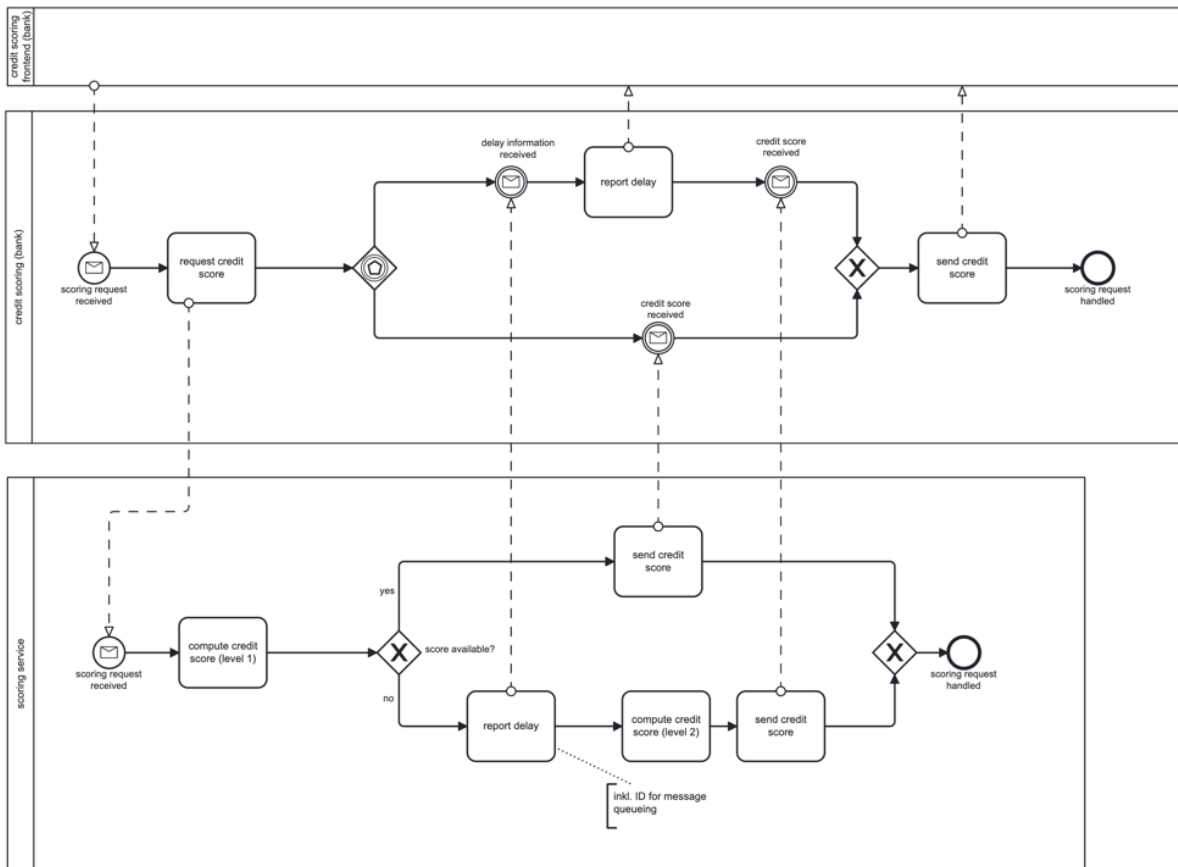 credit scoring
frontend (bank)
credit scoring (bank)
delay information
received
report delay
credit score
received
scoring request
received
request credit
score
credit score
received
send credit
score
scoring request
handled
scoring service
scoring request
received
compute credit
score (level 1)
yes
score available?
no
send credit
score
report delay
compute credit
score (level 2)
send credit
score
scoring request
handled
inkl. ID for message
queueing